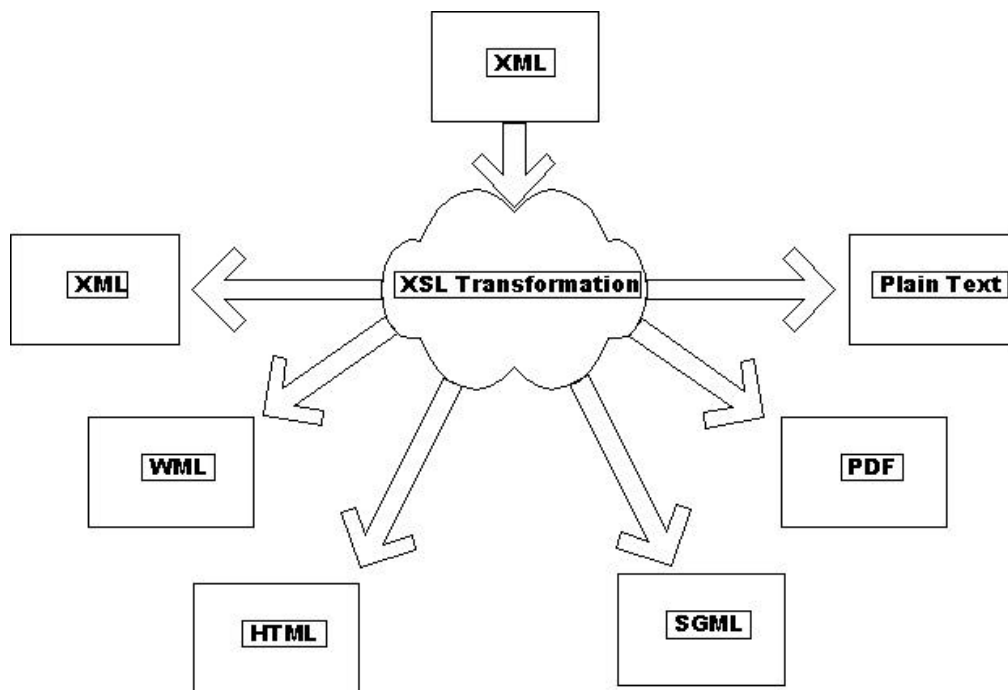 XML
XML
XSL Transformation
Plain Text
WML
PDF
HTML
SGML